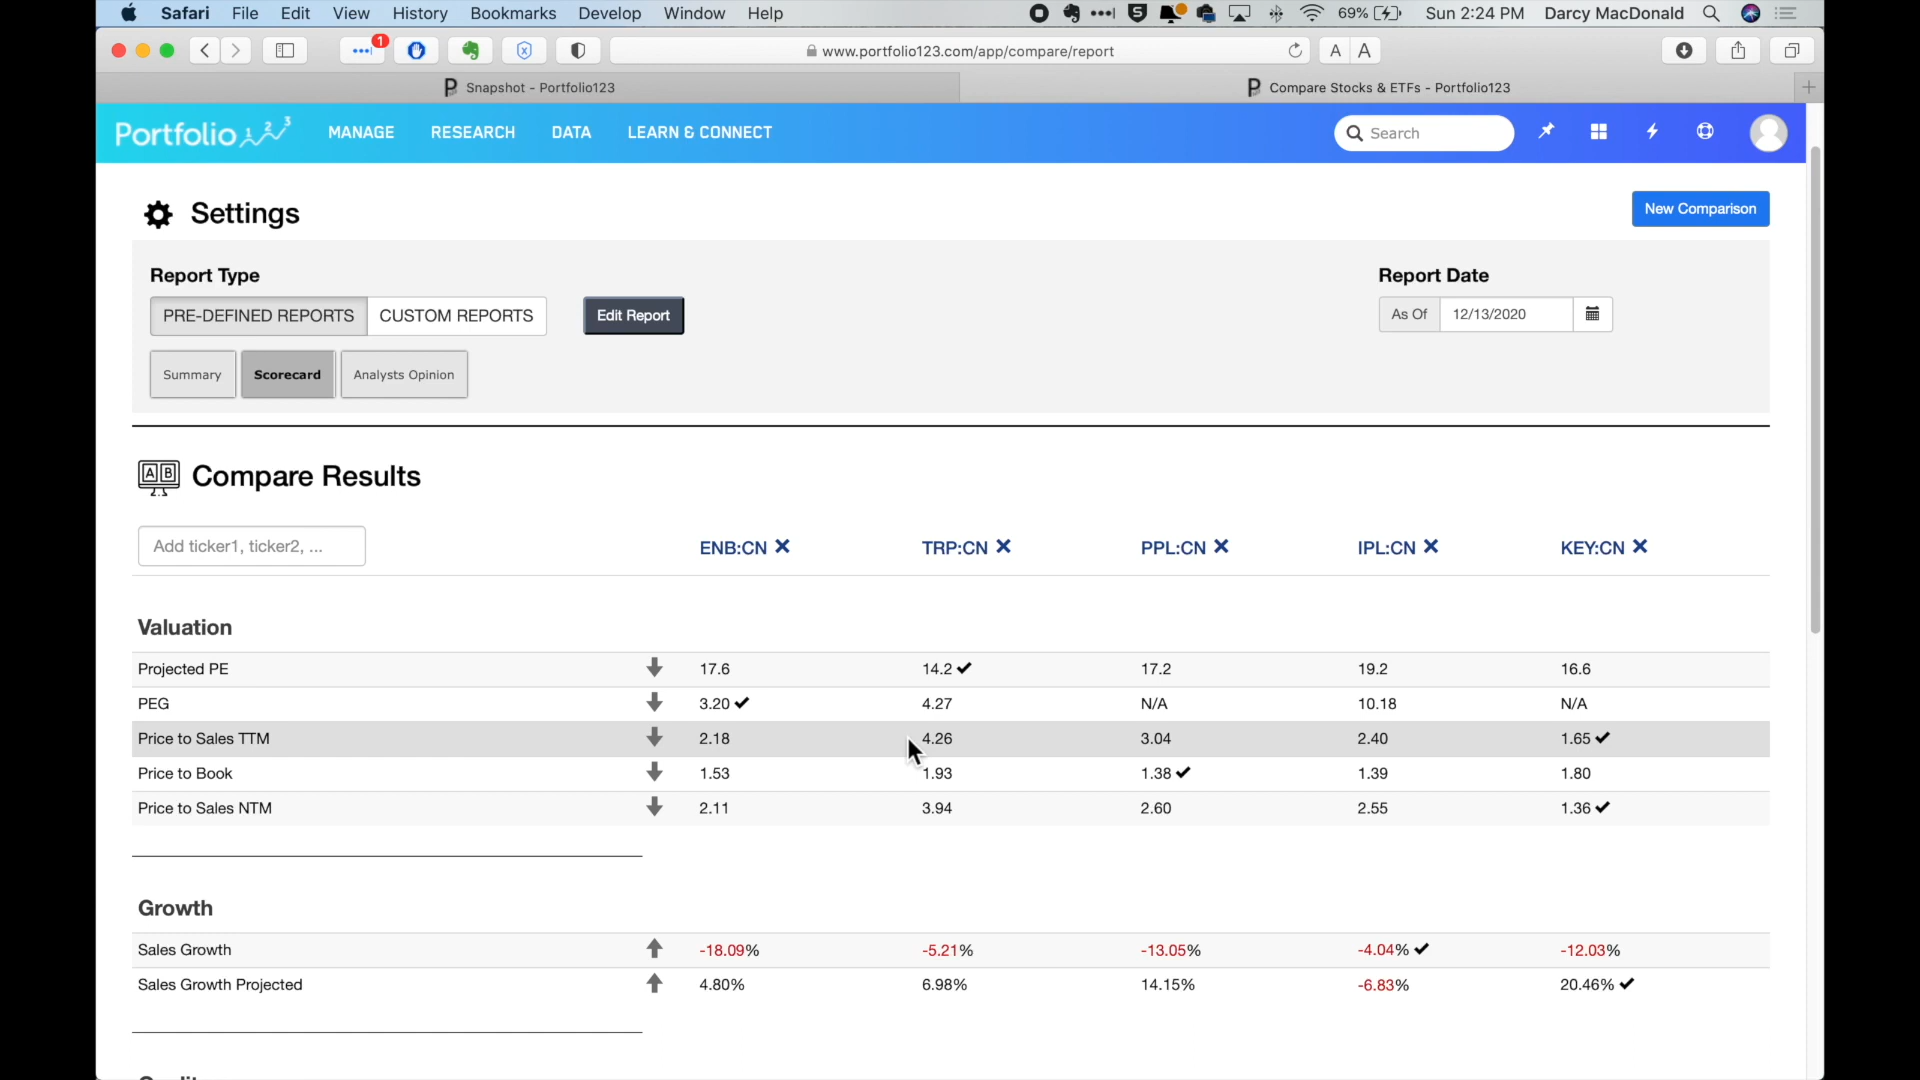 Safari File Edit View History Bookmarks Develop Window Help 69% Sun 2:24 PM Darcy MacDonald
1 www.portfolio123.com/app/compare/report A A
Snapshot - Portfolio123 Compare Stocks & ETFs - Portfolio123
Portfolio123 MANAGE RESEARCH DATA LEARN & CONNECT Search
Settings New Comparison
Report Type Report Date
PRE-DEFINED REPORTS CUSTOM REPORTS Edit Report As Of 12/13/2020
Summary Scorecard Analysts Opinion
AB Compare Results
Add ticker1, ticker2, ... ENB:CN TRP:CN PPL:CN IPL:CN KEY:CN
Valuation
Projected PE 17.6 14.2 17.2 19.2 16.6
PEG 3.20 4.27 N/A 10.18 N/A
Price to Sales TTM 2.18 4.26 3.04 2.40 1.65
Price to Book 1.53 1.93 1.38 1.39 1.80
Price to Sales NTM 2.11 3.94 2.60 2.55 1.36
Growth
Sales Growth -18.09% -5.21% -13.05% -4.04% -12.03%
Sales Growth Projected 4.80% 6.98% 14.15% -6.83% 20.46%